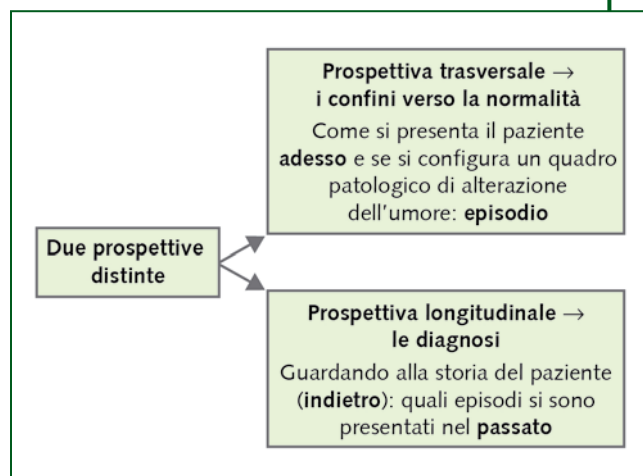 Prospettiva trasversale →
i confini verso la normalità
Come si presenta il paziente
adesso e se si configura un quadro
patologico di alterazione
dell'umore: episodio
Due prospettive
distinte
Prospettiva longitudinale →
le diagnosi
Guardando alla storia del paziente
(indietro): quali episodi si sono
presentati nel passato